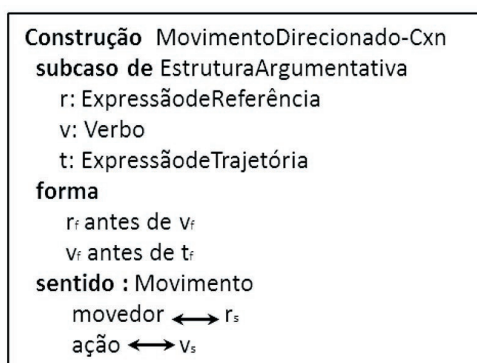 Construção MovimentoDirecionado-Cxn
subcaso de EstruturaArgumentativa
r: ExpressãodeReferência
v: Verbo
t: ExpressãodeTrajetória
forma
rf antes de vf
vf antes de tf
sentido : Movimento
movedor ⟷ rs
ação ⟷ vs